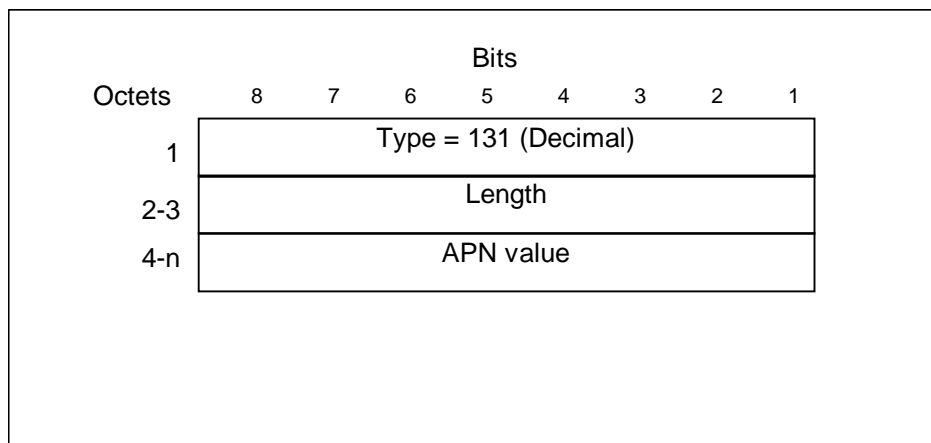 Bits
Octets 8 7 6 5 4 3 2 1
1 Type = 131 (Decimal)
2-3 Length
4-n APN value